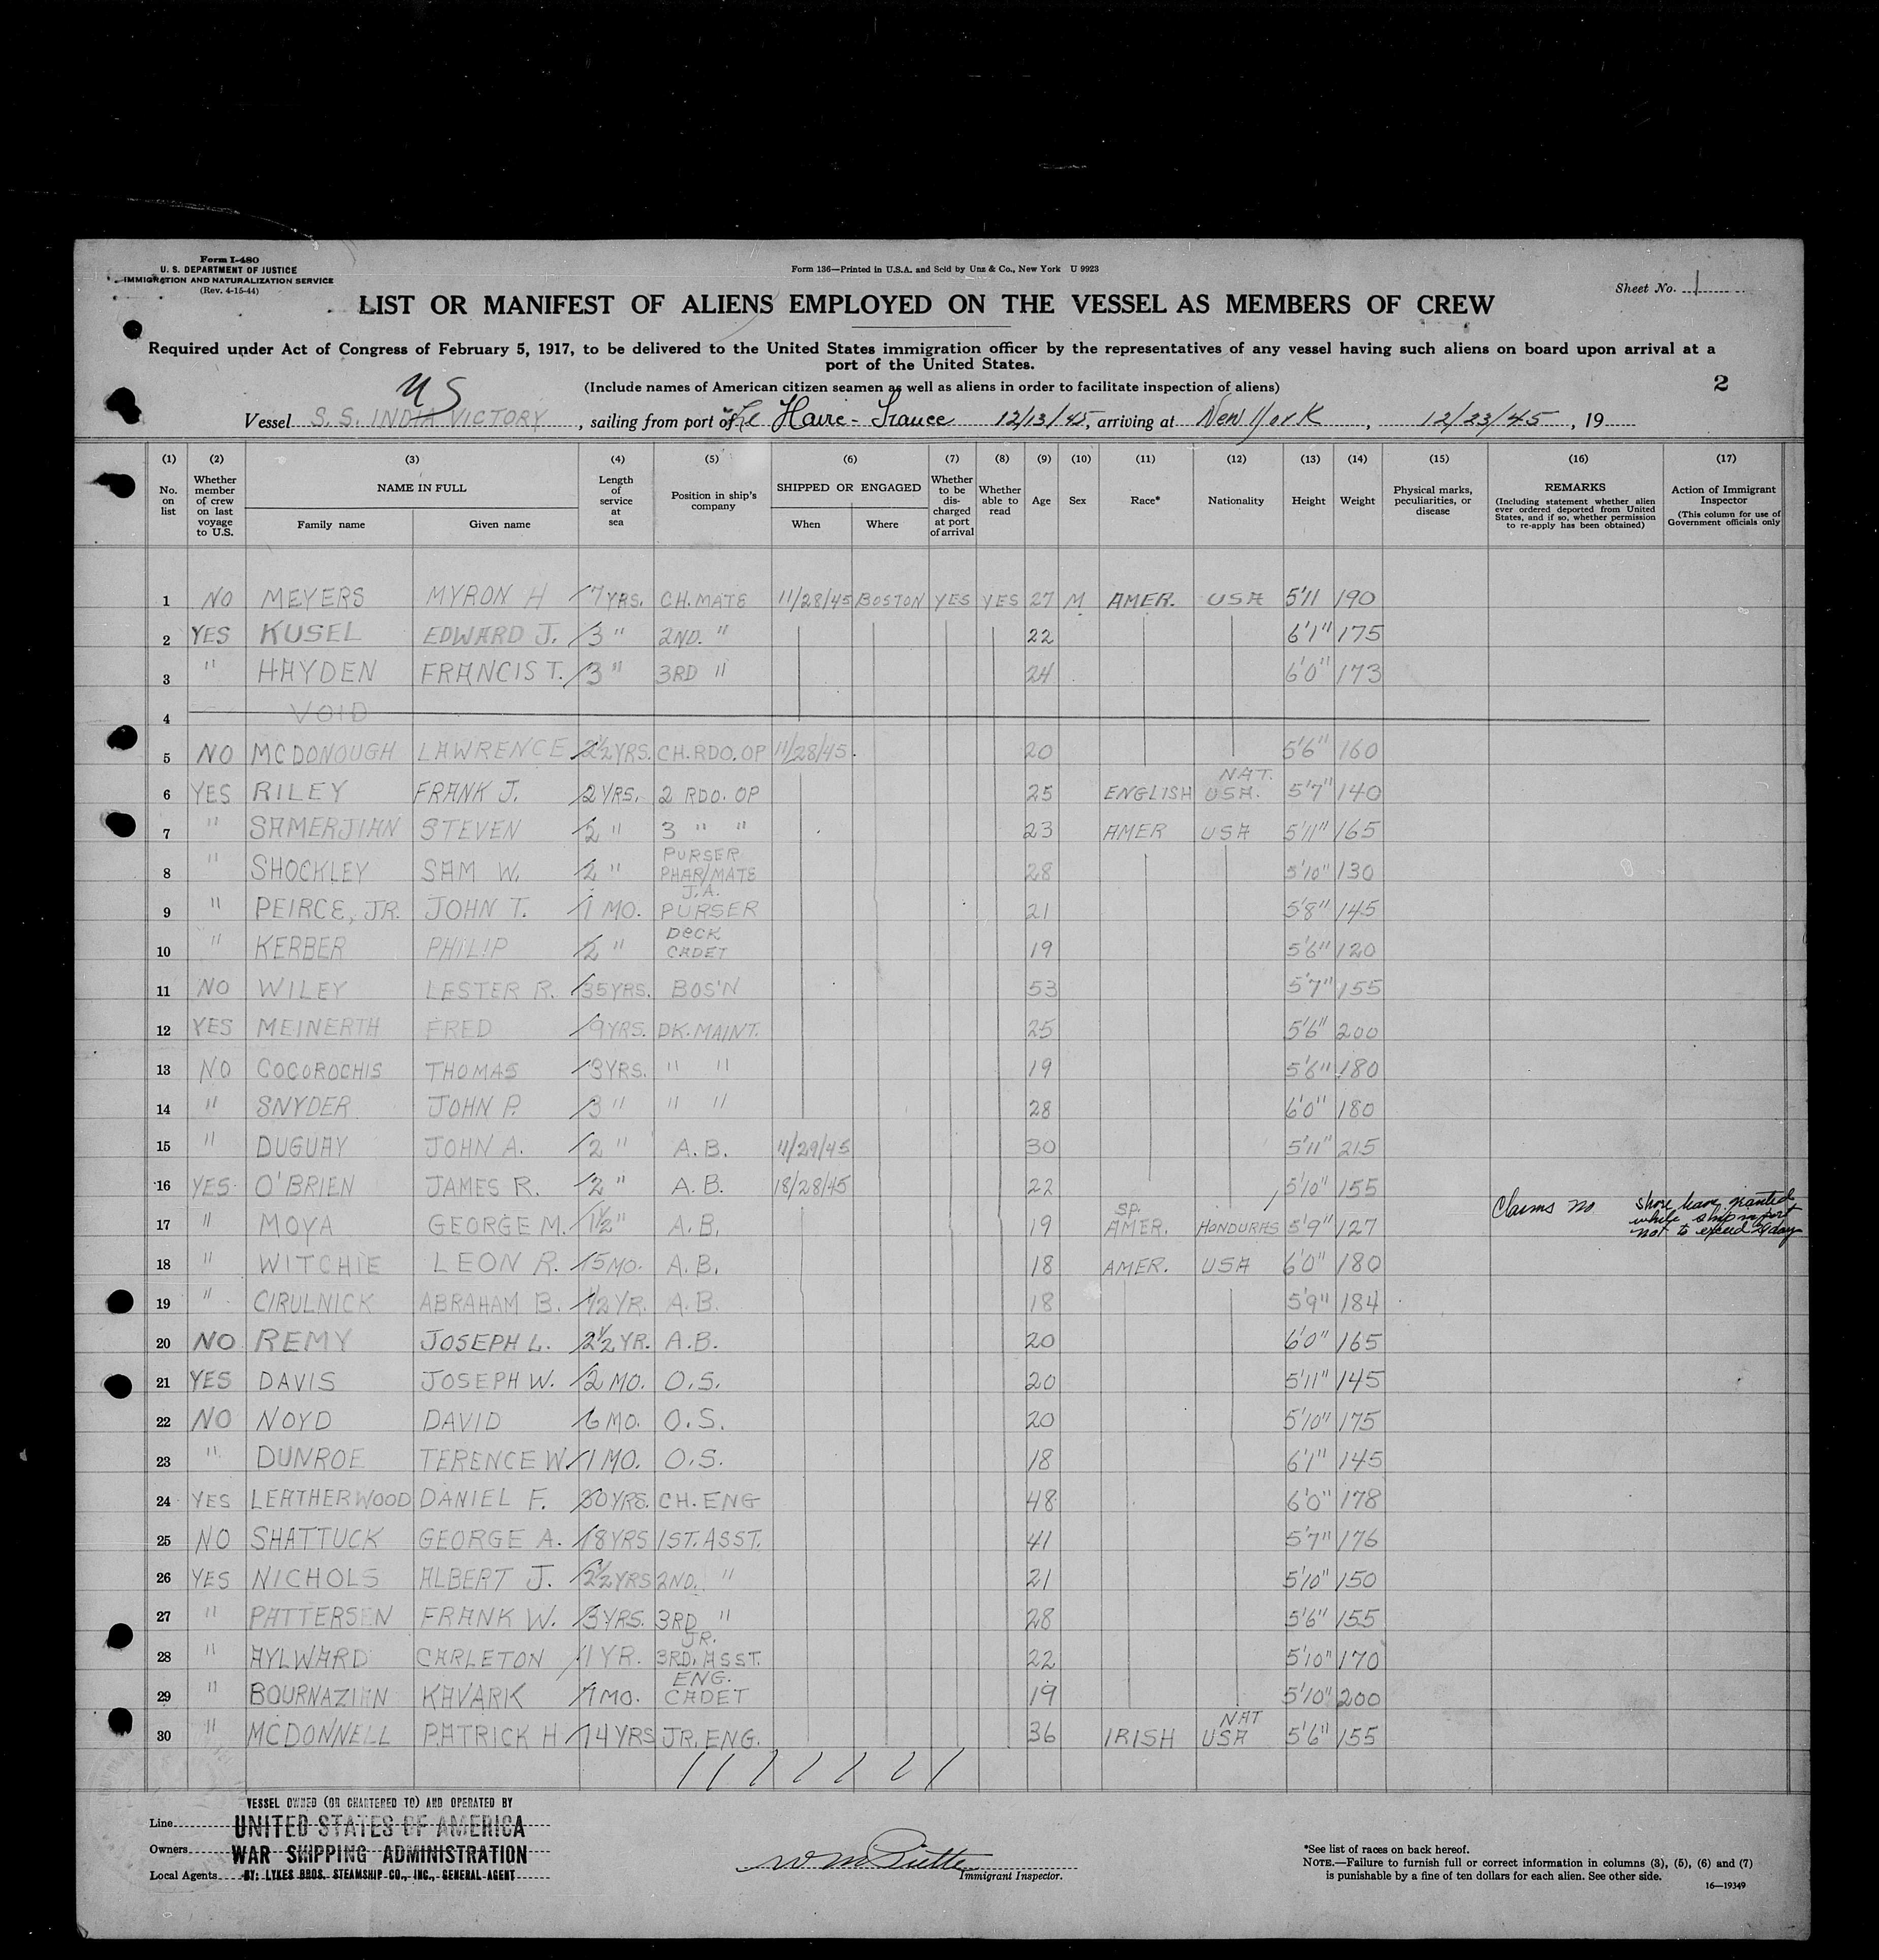 Form I-480
U. S. DEPARTMENT OF JUSTICE
IMMIGRATION AND NATURALIZATION SERVICE
(Rev. 4-15-44)
Form 136—Printed in U.S.A. and Sold by Unz & Co., New York U 9923
Sheet No. 1
LIST OR MANIFEST OF ALIENS EMPLOYED ON THE VESSEL AS MEMBERS OF CREW
Required under Act of Congress of February 5, 1917, to be delivered to the United States immigration officer by the representatives of any vessel having such aliens on board upon arrival at a
port of the United States.
(Include names of American citizen seamen as well as aliens in order to facilitate inspection of aliens)
2
US
Vessel S.S. INDIA VICTORY, sailing from port of Le Havre - France 12/13/45, arriving at New York, 12/23/45, 19
(1) (2) (3) (4) (5) (6) (7) (8) (9) (10) (11) (12) (13) (14) (15) (16) (17)
No. on list
Whether member of crew on last voyage to U.S.
NAME IN FULL
Family name
Given name
Length of service at sea
Position in ship's company
SHIPPED OR ENGAGED
When
Where
Whether to be discharged at port of arrival
Whether able to read
Age
Sex
Race*
Nationality
Height
Weight
Physical marks, peculiarities, or disease
REMARKS
(Including statement whether alien ever ordered deported from United States, and if so, whether permission to re-apply has been obtained)
Action of Immigrant Inspector
(This column for use of Government officials only
1 NO MEYERS MYRON H 7 YRS. CH. MATE 11/28/45 BOSTON YES YES 27 M AMER. USA 5'11 190
2 YES KUSEL EDWARD J. 3 " 2ND. " 22 6'1" 175
3 " HAYDEN FRANCIS T. 3 " 3RD " 24 6'0" 173
4 VOID
5 NO MCDONOUGH LAWRENCE 2½ YRS. CH. RDO. OP 11/28/45 20 5'6" 160
6 YES RILEY FRANK J. 2 YRS. 2 RDO. OP 25 ENGLISH NAT. USA. 5'7" 140
7 " SAMERJIAN STEVEN 2 " 3 " " 23 AMER USA 5'11" 165
8 " SHOCKLEY SAM W. 2 " PURSER PHAR/MATE 28 5'10" 130
9 " PEIRCE, JR. JOHN T. 1 MO. J.A. PURSER 21 5'8" 145
10 " KERBER PHILIP 2 " DECK CADET 19 5'6" 120
11 NO WILEY LESTER R. 35 YRS. BOS'N 53 5'7" 155
12 YES MEINERTH FRED 9 YRS. DK. MAINT. 25 5'6" 200
13 NO COCOROCHIS THOMAS 3 YRS. " " 19 5'6" 180
14 " SNYDER JOHN P. 3 " " " 28 6'0" 180
15 " DUGUAY JOHN A. 2 " A.B. 11/29/45 30 5'11" 215
16 YES O'BRIEN JAMES R. 2 " A.B. 18/28/45 22 5'10" 155
17 " MOYA GEORGE M. 1½ " A.B. 19 SP. AMER. HONDURAS 5'9" 127 Claims no shore leave granted while ship in port not to exceed 29 days
18 " WITCHIE LEON R. 15 MO. A.B. 18 AMER. USA 6'0" 180
19 " CIRULNICK ABRAHAM B. 1/2 YR. A.B. 18 5'9" 184
20 NO REMY JOSEPH L. 2½ YR. A.B. 20 6'0" 165
21 YES DAVIS JOSEPH W. 2 MO. O.S. 20 5'11" 145
22 NO NOYD DAVID 6 MO. O.S. 20 5'10" 175
23 " DUNROE TERENCE W. 1 MO. O.S. 18 6'1" 145
24 YES LEATHERWOOD DANIEL F. 30 YRS. CH. ENG 48 6'0" 178
25 NO SHATTUCK GEORGE A. 18 YRS 1ST. ASST. 41 5'7" 176
26 YES NICHOLS ALBERT J. 2½ YRS 2ND. " 21 5'10" 150
27 " PATTERSEN FRANK W. 3 YRS. 3RD " 28 5'6" 155
28 " AYLWARD CARLETON 1 YR. JR. 3RD. ASST. 22 5'10" 170
29 " BOURNAZIAN KAVARK 7 MO. ENG. CADET 19 5'10" 200
30 " MCDONNELL PATRICK H 14 YRS JR. ENG. 36 IRISH NAT USA 5'6" 155
VESSEL OWNED (OR CHARTERED TO) AND OPERATED BY
Line UNITED STATES OF AMERICA
Owners WAR SHIPPING ADMINISTRATION
Local Agents BY: LYKES BROS. STEAMSHIP CO., INC., GENERAL AGENT
Immigrant Inspector.
*See list of races on back hereof.
NOTE.—Failure to furnish full or correct information in columns (3), (5), (6) and (7)
is punishable by a fine of ten dollars for each alien. See other side.
16—19349